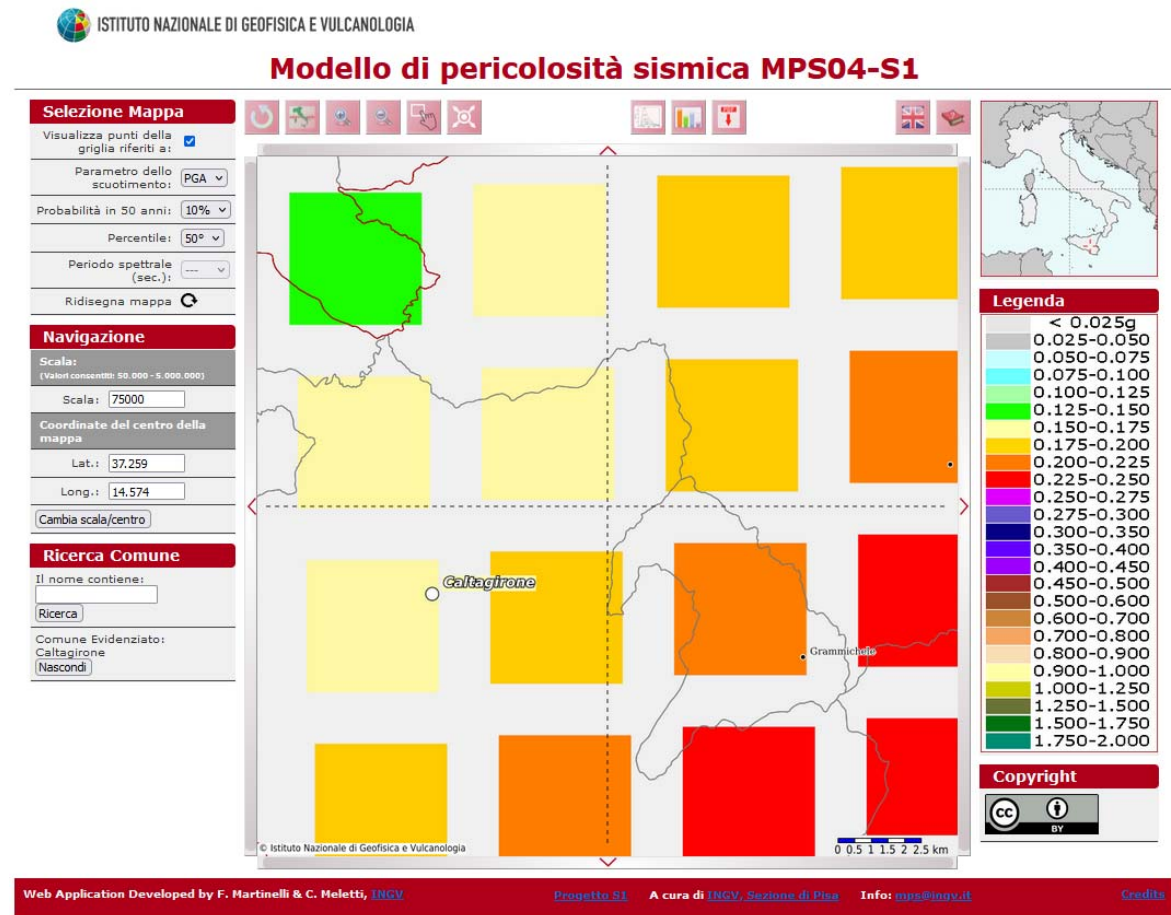 ISTITUTO NAZIONALE DI GEOFISICA E VULCANOLOGIA
Modello di pericolosità sismica MPS04-S1
Selezione Mappa
Visualizza punti della
griglia riferiti a:
Parametro dello
scuotimento: PGA
Probabilità in 50 anni: 10%
Percentile: 50°
Periodo spettrale
(sec.): ---
Ridisegna mappa
Navigazione
Scala:
(Valori consentiti: 50.000 - 5.000.000)
Scala: 75000
Coordinate del centro della
mappa
Lat.: 37.259
Long.: 14.574
Cambia scala/centro
Ricerca Comune
Il nome contiene:
Ricerca
Comune Evidenziato:
Caltagirone
Nascondi
PDF
Caltagirone
Grammichele
© Istituto Nazionale di Geofisica e Vulcanologia
0 0.5 1 1.5 2 2.5 km
Legenda
< 0.025g
0.025-0.050
0.050-0.075
0.075-0.100
0.100-0.125
0.125-0.150
0.150-0.175
0.175-0.200
0.200-0.225
0.225-0.250
0.250-0.275
0.275-0.300
0.300-0.350
0.350-0.400
0.400-0.450
0.450-0.500
0.500-0.600
0.600-0.700
0.700-0.800
0.800-0.900
0.900-1.000
1.000-1.250
1.250-1.500
1.500-1.750
1.750-2.000
Copyright
cc
BY
Web Application Developed by F. Martinelli & C. Meletti, INGV
Progetto S1 A cura di INGV, Sezione di Pisa Info: mps@ingv.it
Credits